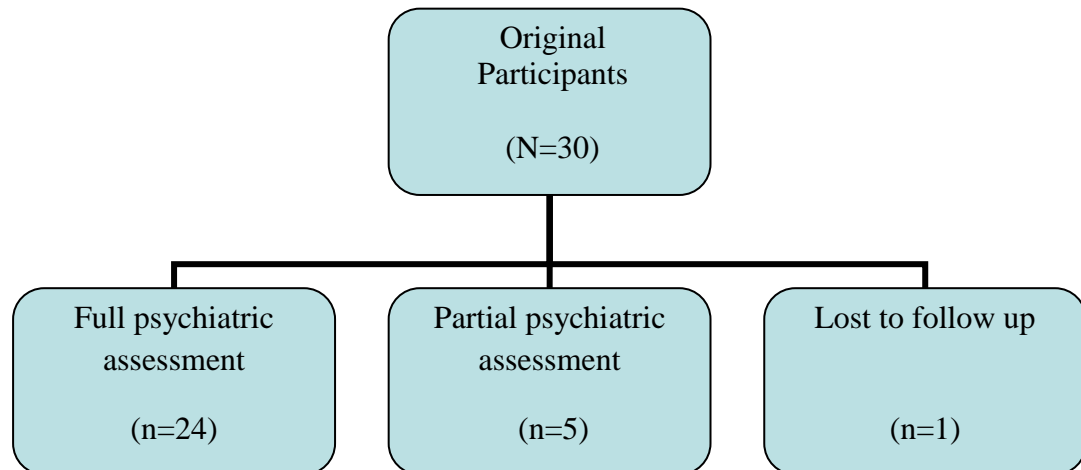 Original
Participants
(N=30)
Full psychiatric
assessment
(n=24)
Partial psychiatric
assessment
(n=5)
Lost to follow up
(n=1)